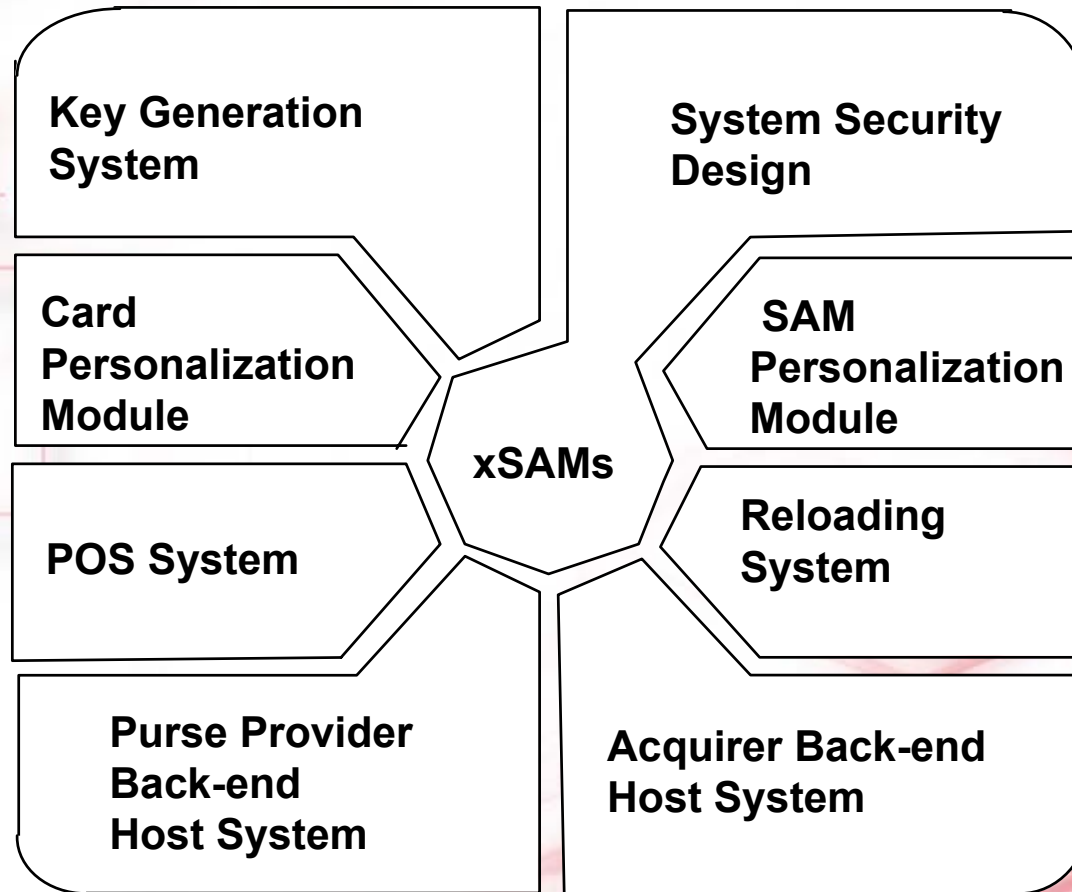 Key Generation
System
System Security
Design
Card
Personalization
Module
SAM
Personalization
Module
xSAMs
POS System
Reloading
System
Purse Provider
Back-end
Host System
Acquirer Back-end
Host System